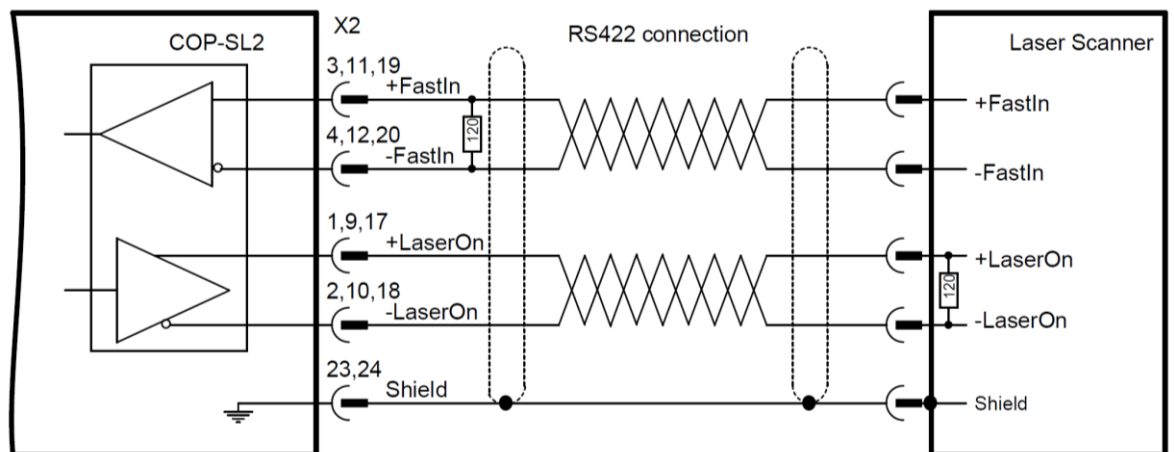 COP-SL2
X2
RS422 connection
Laser Scanner
3,11,19
+FastIn
120
4,12,20
-FastIn
+FastIn
-FastIn
1,9,17
+LaserOn
2,10,18
-LaserOn
+LaserOn
120
-LaserOn
23,24
Shield
Shield